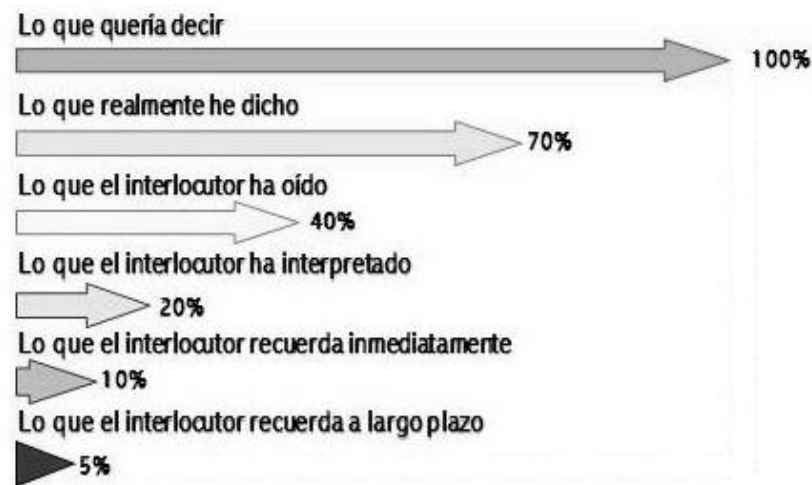 Lo que quería decir
100%
Lo que realmente he dicho
70%
Lo que el interlocutor ha oído
40%
Lo que el interlocutor ha interpretado
20%
Lo que el interlocutor recuerda inmediatamente
10%
Lo que el interlocutor recuerda a largo plazo
5%